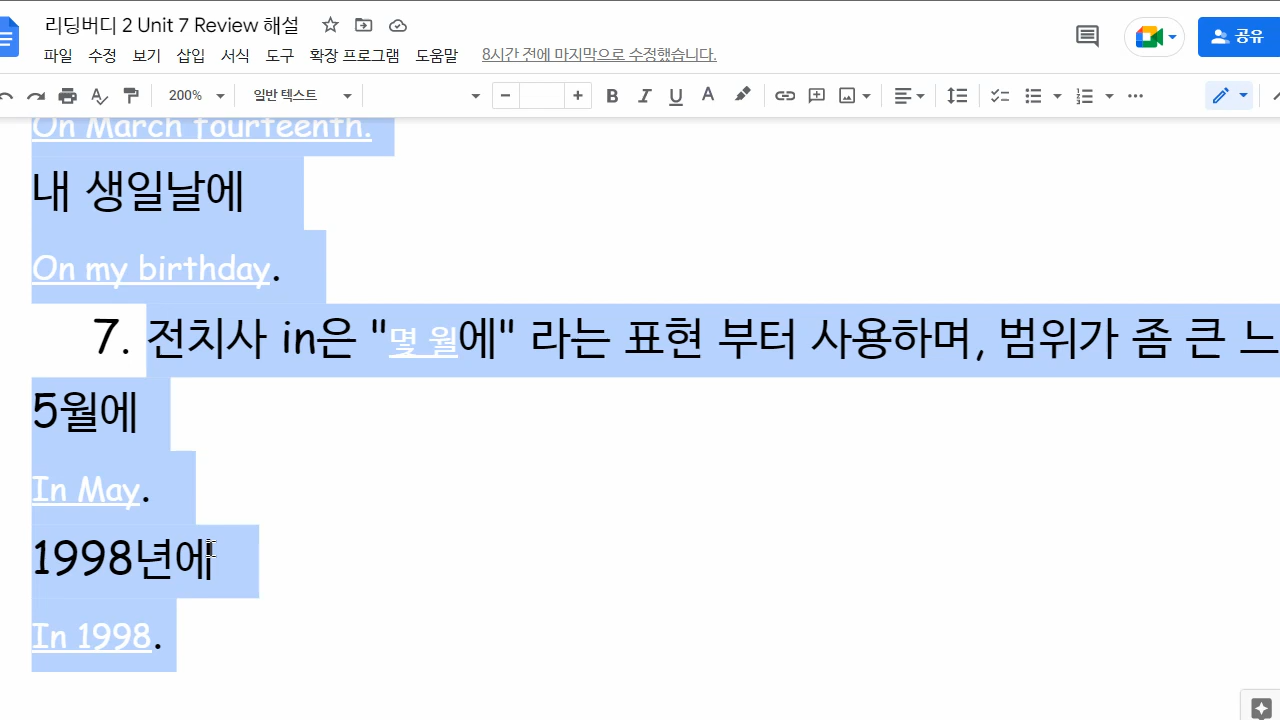 리딩버디 2 Unit 7 Review 해설
파일 수정 보기 삽입 서식 도구 확장 프로그램 도움말 8시간 전에 마지막으로 수정했습니다.
공유
200% 일반 텍스트
On March fourteenth.
내 생일날에
On my birthday.
7. 전치사 in은 "몇 월에" 라는 표현 부터 사용하며, 범위가 좀 큰 느
5월에
In May.
1998년에
In 1998.